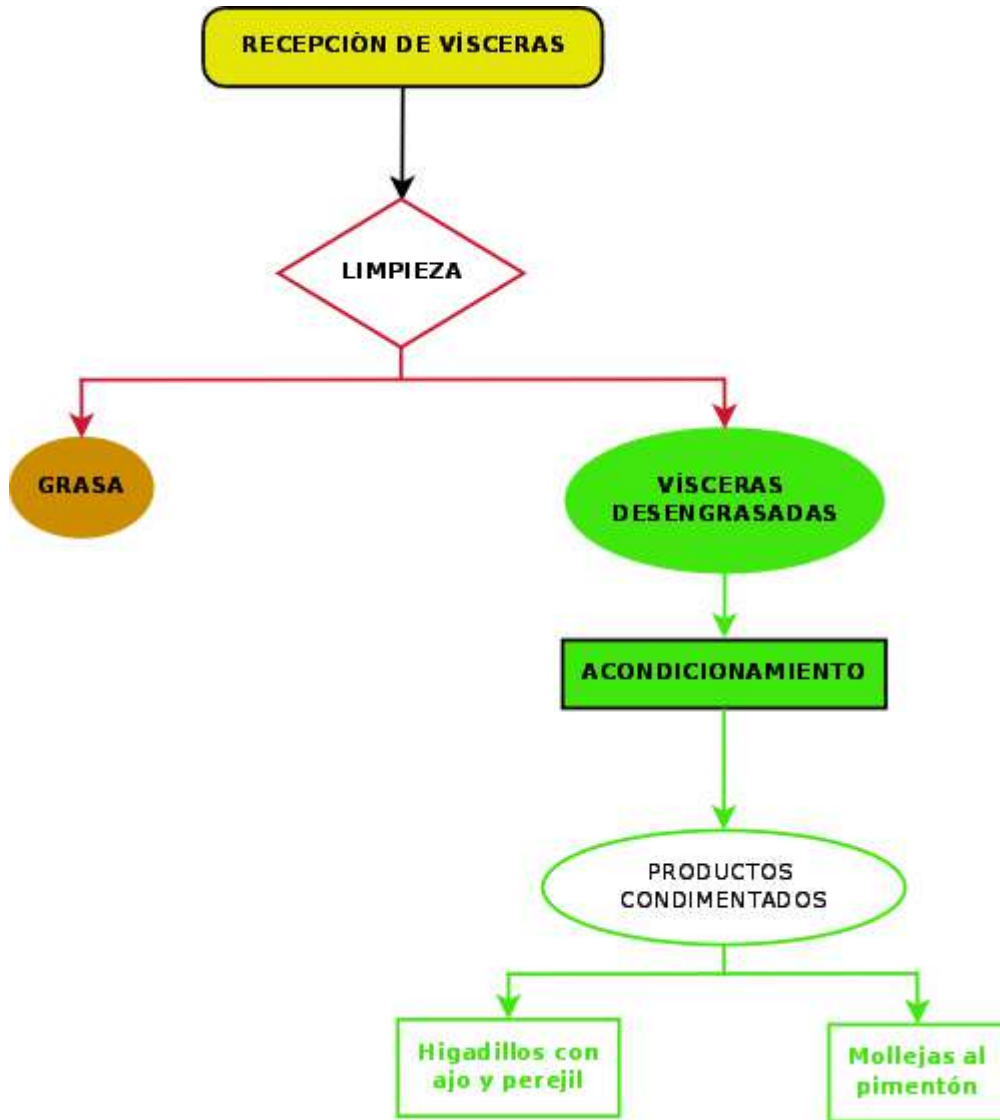 RECEPCIÓN DE VÍSCERAS
LIMPIEZA
GRASA
VÍSCERAS
DESENGRASADAS
ACONDICIONAMIENTO
PRODUCTOS
CONDIMENTADOS
Higadillos con
ajo y perejil
Mollejas al
pimentón